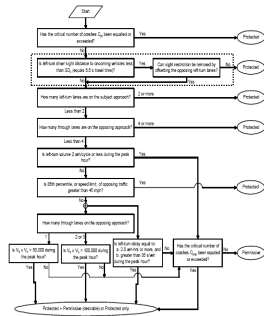 Start
Has the critical number of
crashes C
been equaled or
exceeded?
Yes
Protected
No
Is left-turn driver sight distance to oncoming vehicles less
than SD
(equals 5.5 s travel time)?
Yes
Can sight restriction be removed by
offsetting the opposing left-turn lanes?
No
Protected
No
Yes
How many left-turn lanes are on the subject approach?
2 or more
Protected
Less than 2
How many through lanes are on the opposing approach?
4 or more
Protected
Less than 4
Is left-turn volume 2 veh/cycle or less during the peak
hour?
Yes
No
Is 85th percentile, or speed limit, of opposing traffic
greater than 45 mph?
Yes
Protected
No
How many through lanes on the opposing approach?
1
2 or 3
Is V x V > 50,000 during
the peak hour?
Is V x V > 100,000 during
the peak hour?
Is left-turn delay equal to
a. 2.0 veh-hrs or more, and
b. greater than 35 s/veh
during the peak hour?
No
Has the critical number of
crashes C
been equaled
or exceeded?
No
Permissive
Yes
No
Yes
No
Yes
Yes
Protected + Permissive (desirable) or Protected only